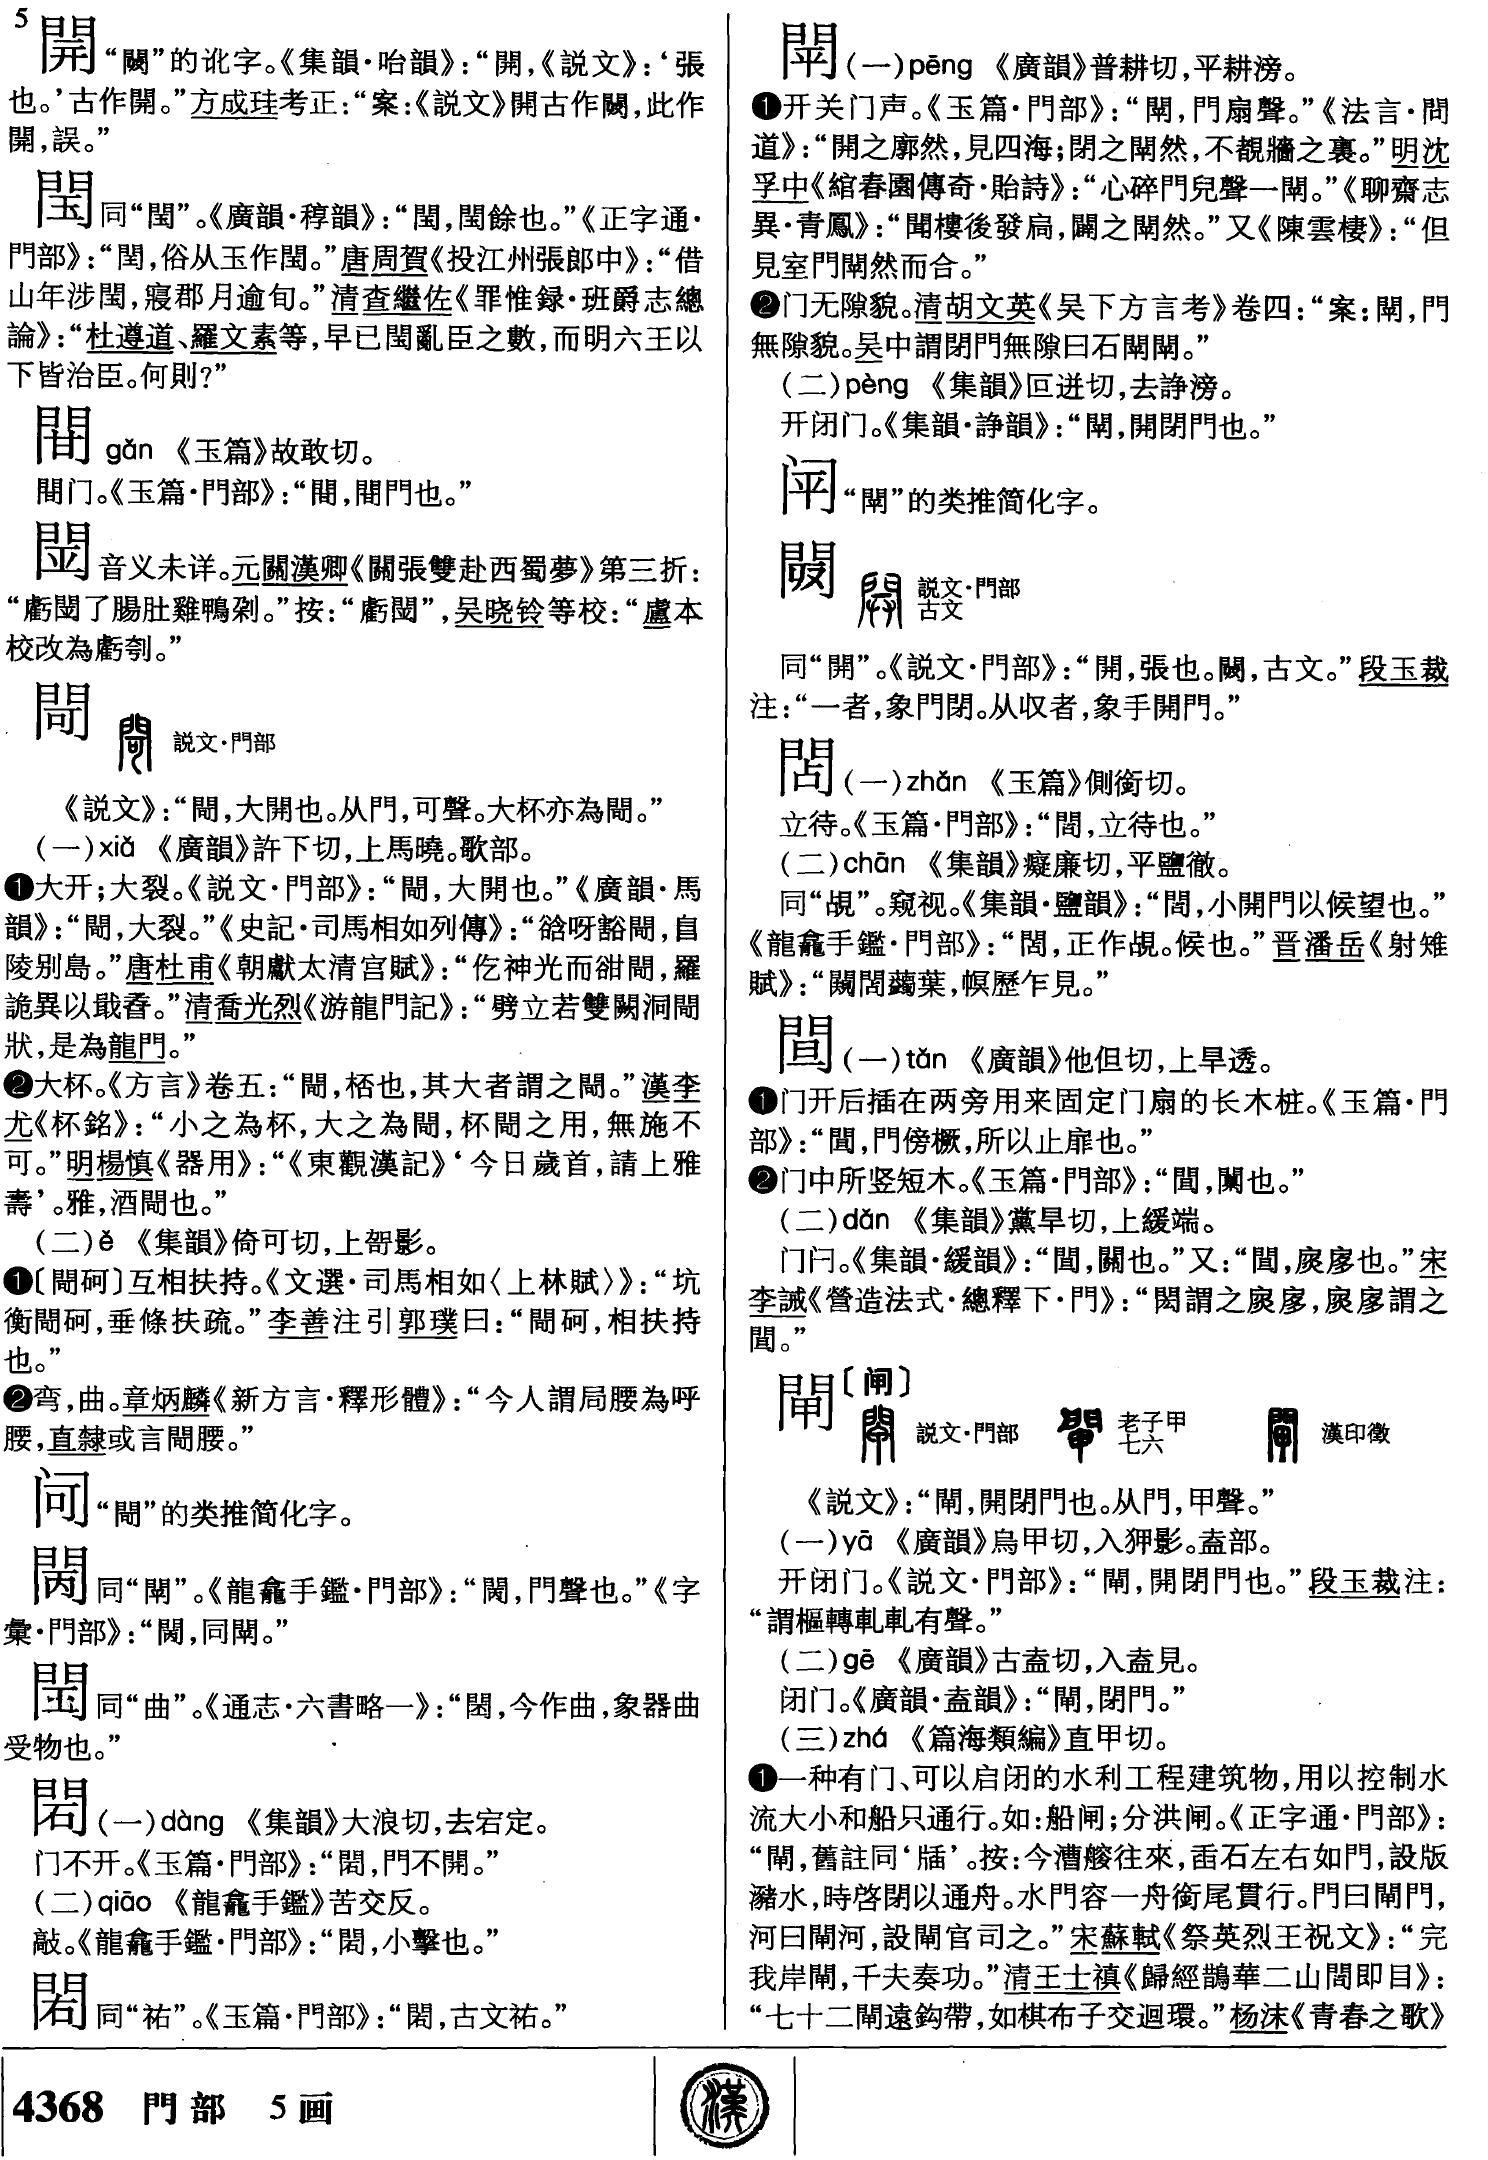 5
開“𨳿”的訛字。《集韻·咍韻》：“開，《説文》：‘張
也。’古作開。”方成珪考正：“案：《説文》開古作𨳿，此作
開，誤。”
閠同“閏”。《廣韻·稕韻》：“閏，閏餘也。”《正字通·
門部》：“閏，俗从玉作閠。”唐周賀《投江州張郎中》：“借
山年涉閏，寢郡月逾旬。”清查繼佐《罪惟録·班爵志總
論》：“杜遵道、羅文素等，早已閏亂臣之數，而明六王以
下皆治臣。何則？”
gǎn 《玉篇》故敢切。
門。《玉篇·門部》：“門也。”
音义未详。元關漢卿《關張雙赴西蜀夢》第三折：
“虧了腸肚雞鴨剁。”按：“虧”，吴晓铃等校：“盧本
校改為虧刳。”
閜
説文·門部
《説文》：“閜，大開也。从門，可聲。大杯亦為閜。”
（一）xiǎ 《廣韻》許下切，上馬曉。歌部。
❶大开；大裂。《説文·門部》：“閜，大開也。”《廣韻·馬
韻》：“閜，大裂。”《史記·司馬相如列傳》：“谽呀豁閜，自
陵别島。”唐杜甫《朝獻太清宫賦》：“仡神光而㽏閜，羅
詭異以戢孴。”清喬光烈《游龍門記》：“劈立若雙闕洞閜
狀，是為龍門。”
❷大杯。《方言》卷五：“閜，桮也，其大者謂之閜。”漢李
尤《杯銘》：“小之為杯，大之為閜，杯閜之用，無施不
可。”明楊慎《器用》：“《東觀漢記》‘今日歲首，請上雅
壽’。雅，酒閜也。”
（二）ě 《集韻》倚可切，上哿影。
❶〔閜砢〕互相扶持。《文選·司馬相如〈上林賦〉》：“坑
衡閜砢，垂條扶疏。”李善注引郭璞曰：“閜砢，相扶持
也。”
❷弯，曲。章炳麟《新方言·釋形體》：“今人謂局腰為呼
腰，直隸或言閜腰。”
“閜”的类推简化字。
䦕同“閛”。《龍龕手鑑·門部》：“䦕，門聲也。”《字
彙·門部》：“䦕，同閛。”
同“曲”。《通志·六書略一》：“今作曲，象器曲
受物也。”
（一）dàng 《集韻》大浪切，去宕定。
门不开。《玉篇·門部》：“門不開。”
（二）qiāo 《龍龕手鑑》苦交反。
敲。《龍龕手鑑·門部》：“小擊也。”
同“祐”。《玉篇·門部》：“古文祐。”
閛（一）pēng 《廣韻》普耕切，平耕滂。
❶开关门声。《玉篇·門部》：“閛，門扇聲。”《法言·問
道》：“開之廓然，見四海；閉之閛然，不覩牆之裏。”明沈
孚中《綰春園傳奇·貽詩》：“心碎門兒聲一閛。”《聊齋志
異·青鳳》：“聞樓後發扃，闢之閛然。”又《陳雲棲》：“但
見室門閛然而合。”
❷门无隙貌。清胡文英《吴下方言考》卷四：“案：閛，門
無隙貌。吴中謂閉門無隙曰石閛閛。”
（二）pèng 《集韻》叵迸切，去諍滂。
开闭门。《集韻·諍韻》：“閛，開閉門也。”
“閛”的类推简化字。
𨳿
説文·門部
古文
同“開”。《説文·門部》：“開，張也。𨳿，古文。”段玉裁
注：“一者，象門閉。从収者，象手開門。”
（一）zhǎn 《玉篇》側銜切。
立待。《玉篇·門部》：“立待也。”
（二）chān 《集韻》癡廉切，平鹽徹。
同“覘”。窥视。《集韻·鹽韻》：“小開門以候望也。”
《龍龕手鑑·門部》：“正作覘。候也。”晋潘岳《射雉
賦》：“闚藟葉，幎歷乍見。”
（一）tǎn 《廣韻》他但切，上旱透。
❶门开后插在两旁用来固定门扇的长木桩。《玉篇·門
部》：“門傍橛，所以止扉也。”
❷门中所竖短木。《玉篇·門部》：“闑也。”
（二）dǎn 《集韻》黨旱切，上緩端。
门闩。《集韻·緩韻》：“關也。”又：“扊扅也。”宋
李誡《營造法式·總釋下·門》：“閎謂之扊扅，扊扅謂之
。”
閘〔闸〕
説文·門部
老子甲
七六
漢印徵
《説文》：“閘，開閉門也。从門，甲聲。”
（一）yā 《廣韻》烏甲切，入狎影。盍部。
开闭门。《説文·門部》：“閘，開閉門也。”段玉裁注：
“謂樞轉軋軋有聲。”
（二）gē 《廣韻》古盍切，入盍見。
闭门。《廣韻·盍韻》：“閘，閉門。”
（三）zhá 《篇海類編》直甲切。
❶一种有门、可以启闭的水利工程建筑物，用以控制水
流大小和船只通行。如：船闸；分洪闸。《正字通·門部》：
“閘，舊註同‘牐’。按：今漕艘往來，臿石左右如門，設版
瀦水，時啓閉以通舟。水門容一舟銜尾貫行。門曰閘門，
河曰閘河，設閘官司之。”宋蘇軾《祭英烈王祝文》：“完
我岸閘，千夫奏功。”清王士禛《歸經鵲華二山間即目》：
“七十二閘遠鈎帶，如棋布子交迴環。”杨沫《青春之歌》
4368 門部 5画
漢